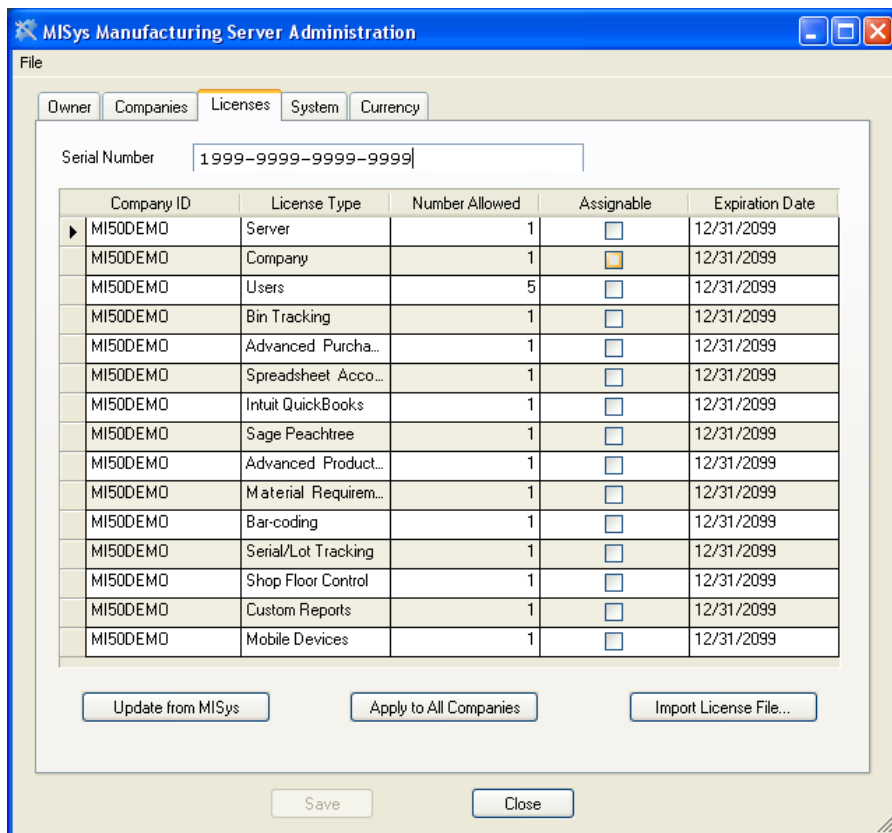 MISys Manufacturing Server Administration
File
Owner Companies Licenses System Currency
Serial Number 1999-9999-9999-9999
Company ID License Type Number Allowed Assignable Expiration Date
MI50DEMO Server 1 12/31/2099
MI50DEMO Company 1 12/31/2099
MI50DEMO Users 5 12/31/2099
MI50DEMO Bin Tracking 1 12/31/2099
MI50DEMO Advanced Purcha... 1 12/31/2099
MI50DEMO Spreadsheet Acco... 1 12/31/2099
MI50DEMO Intuit QuickBooks 1 12/31/2099
MI50DEMO Sage Peachtree 1 12/31/2099
MI50DEMO Advanced Product... 1 12/31/2099
MI50DEMO Material Requirem... 1 12/31/2099
MI50DEMO Bar-coding 1 12/31/2099
MI50DEMO Serial/Lot Tracking 1 12/31/2099
MI50DEMO Shop Floor Control 1 12/31/2099
MI50DEMO Custom Reports 1 12/31/2099
MI50DEMO Mobile Devices 1 12/31/2099
Update from MISys Apply to All Companies Import License File...
Save Close